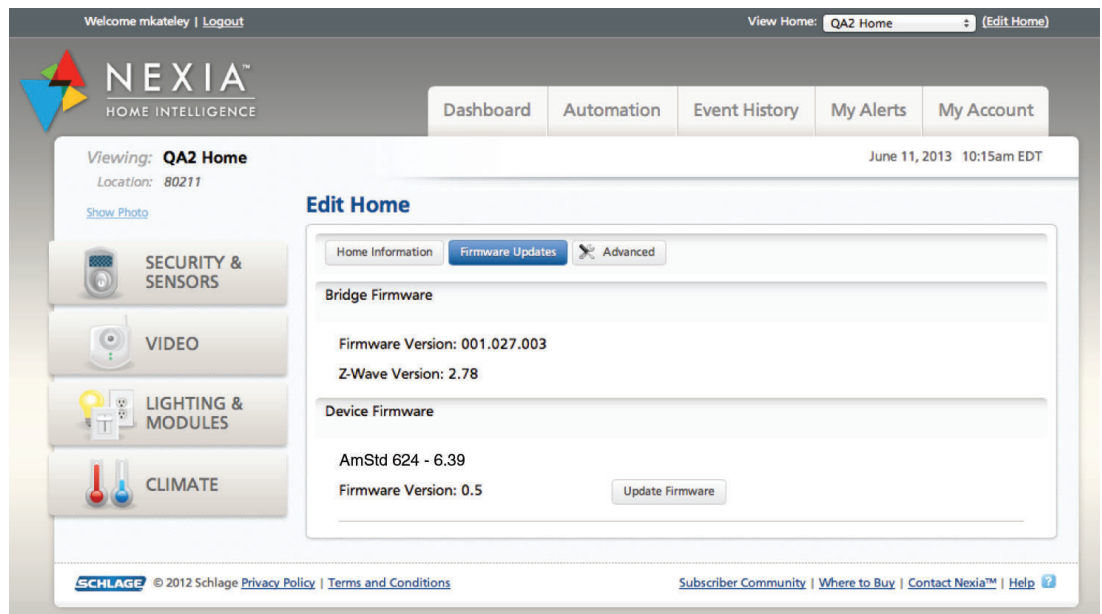 Welcome mkateley | Logout
View Home: QA2 Home (Edit Home)
NEXIA™
HOME INTELLIGENCE
Dashboard Automation Event History My Alerts My Account
Viewing: QA2 Home
June 11, 2013 10:15am EDT
Location: 80211
Show Photo
Edit Home
Home Information Firmware Updates Advanced
SECURITY &
SENSORS
Bridge Firmware
VIDEO
Firmware Version: 001.027.003
Z-Wave Version: 2.78
LIGHTING &
MODULES
Device Firmware
AmStd 624 - 6.39
CLIMATE
Firmware Version: 0.5 Update Firmware
SCHLAGE © 2012 Schlage Privacy Policy | Terms and Conditions
Subscriber Community | Where to Buy | Contact Nexia™ | Help ?